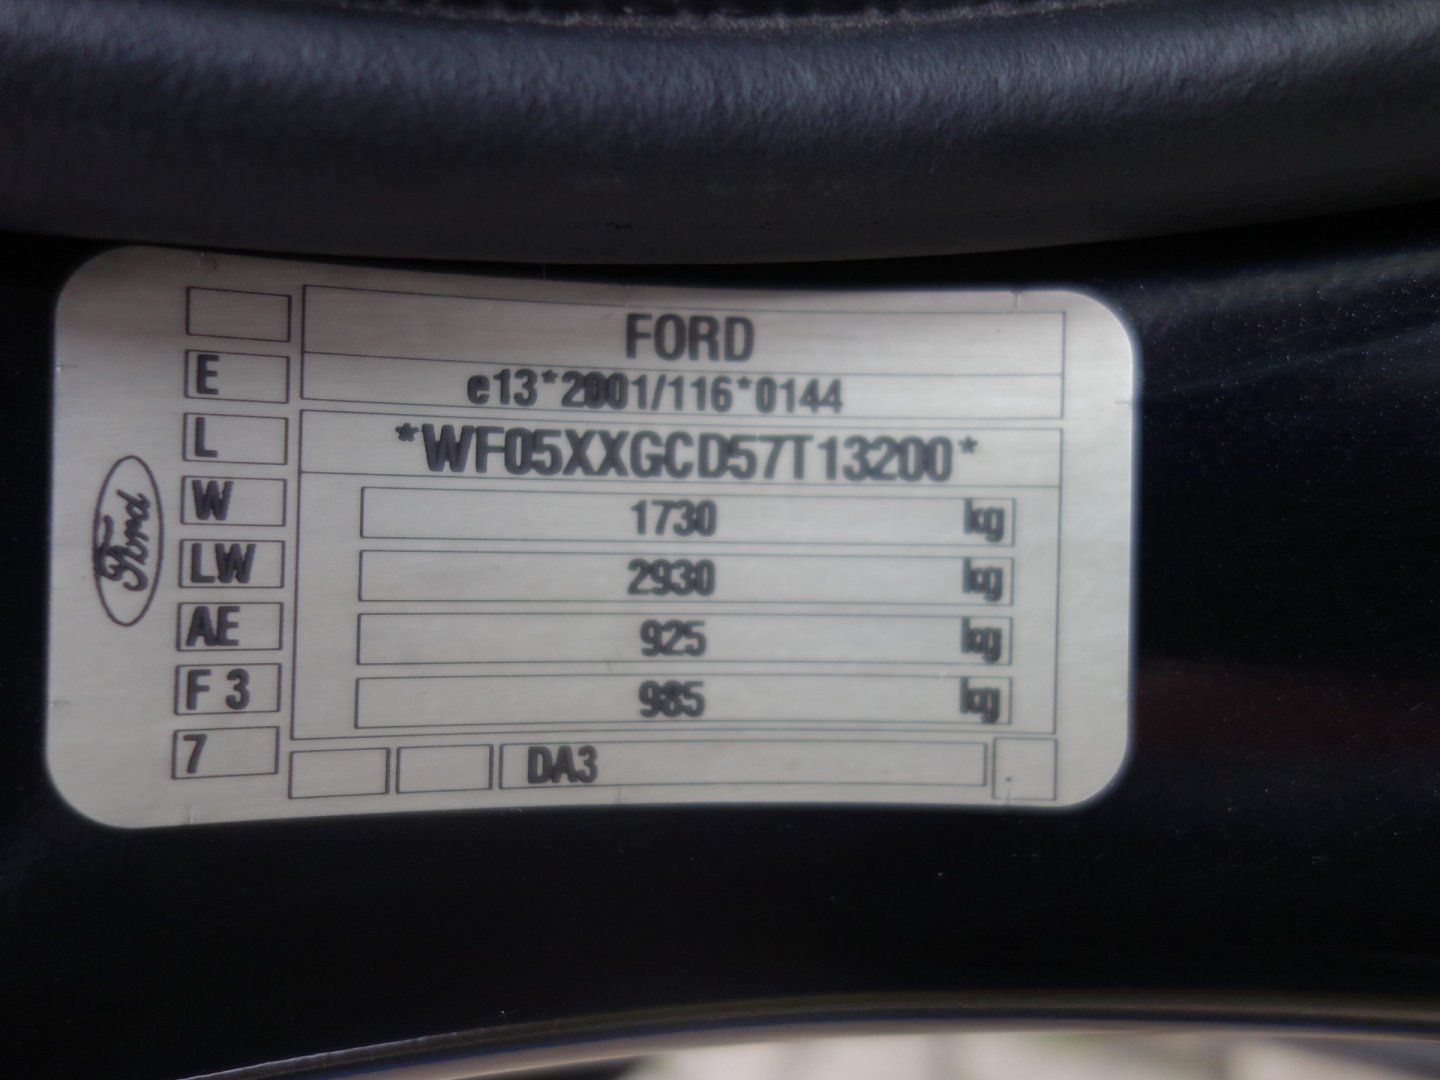 FORD
E e13*2001/116*0144
L *WF05XXGCD57T13200*
W 1730 kg
LW 2930 kg
AE 925 kg
F 3 985 kg
7 DA3
Ford